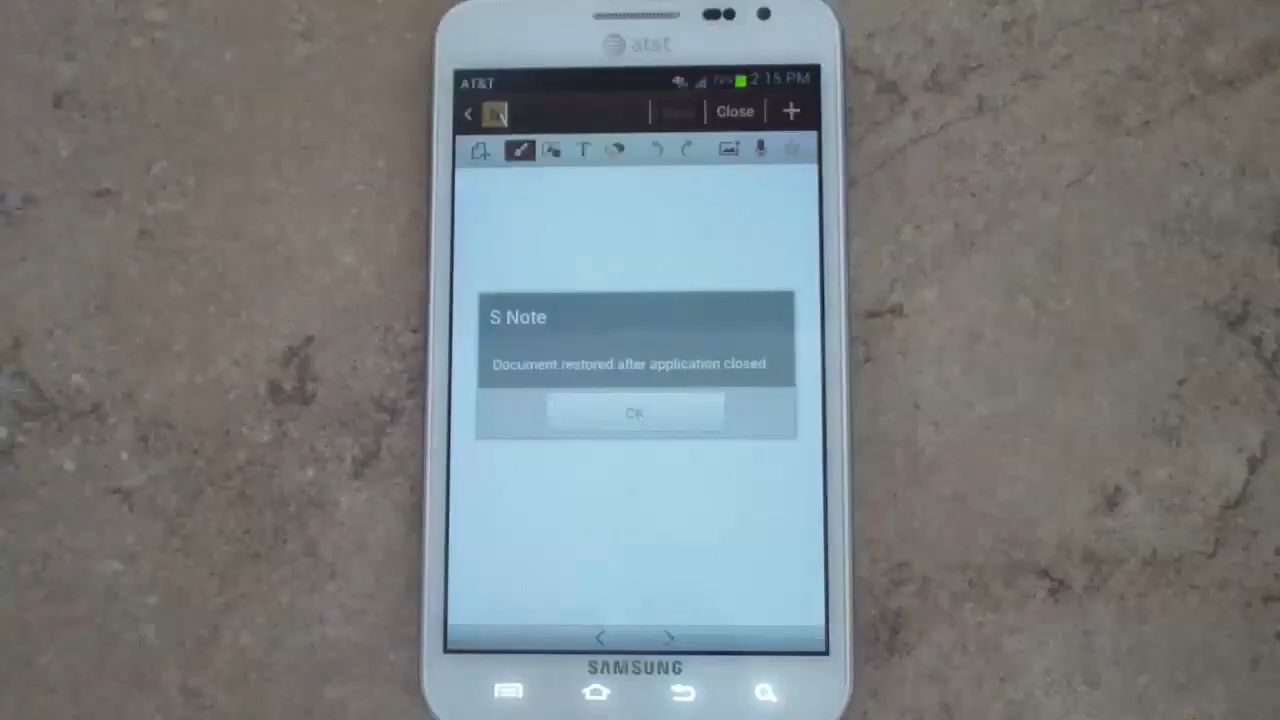 at&t
AT&T
2:15 PM
Close
T
S Note
Document restored after application closed
OK
SAMSUNG